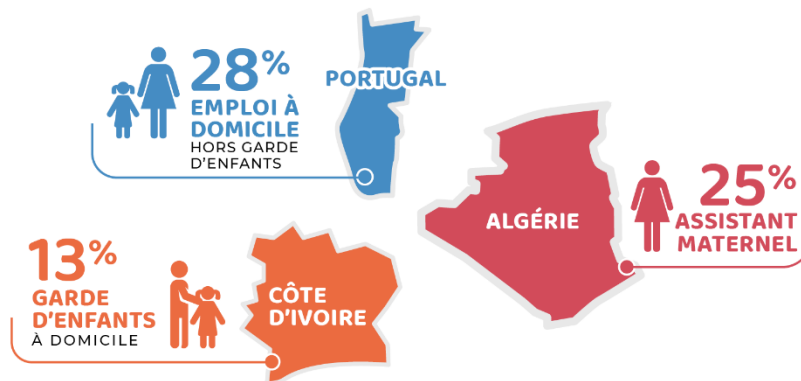 28%
EMPLOI À
DOMICILE
HORS GARDE
D'ENFANTS
PORTUGAL
ALGÉRIE
25%
ASSISTANT
MATERNEL
13%
GARDE
D'ENFANTS
À DOMICILE
CÔTE
D'IVOIRE